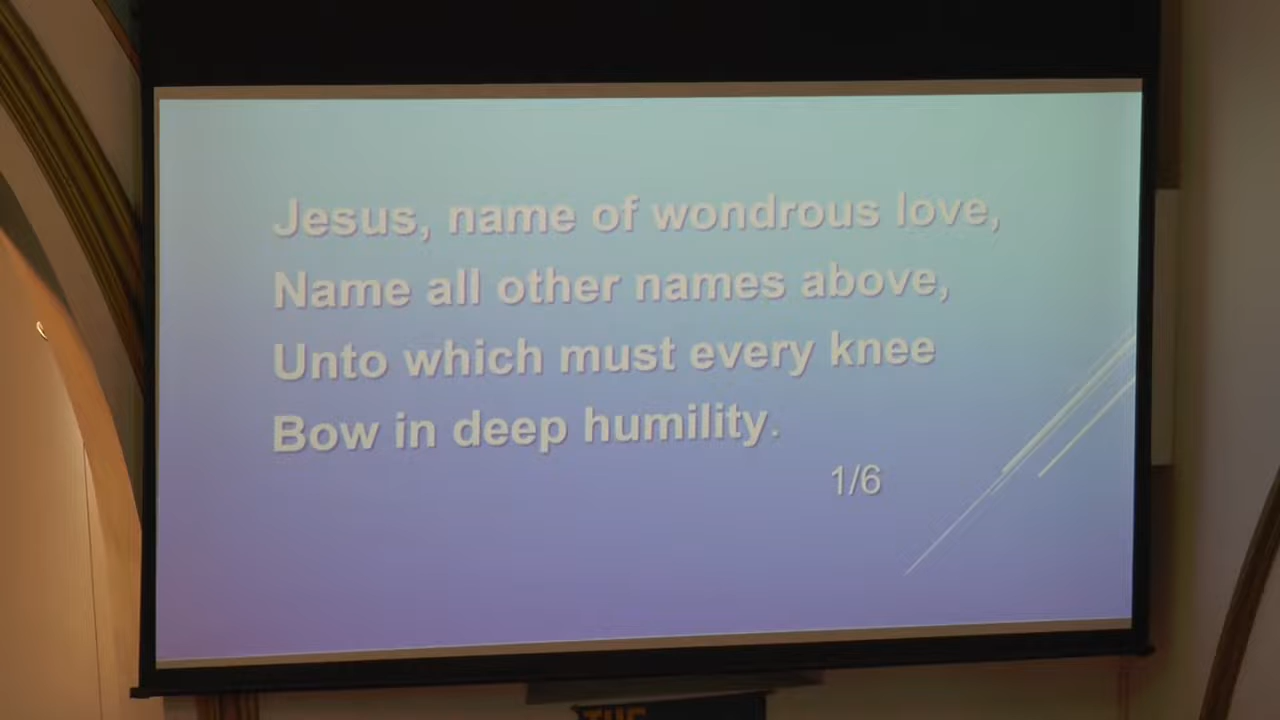 Jesus, name of wondrous love,
Name all other names above,
Unto which must every knee
Bow in deep humility.
1/6
THE